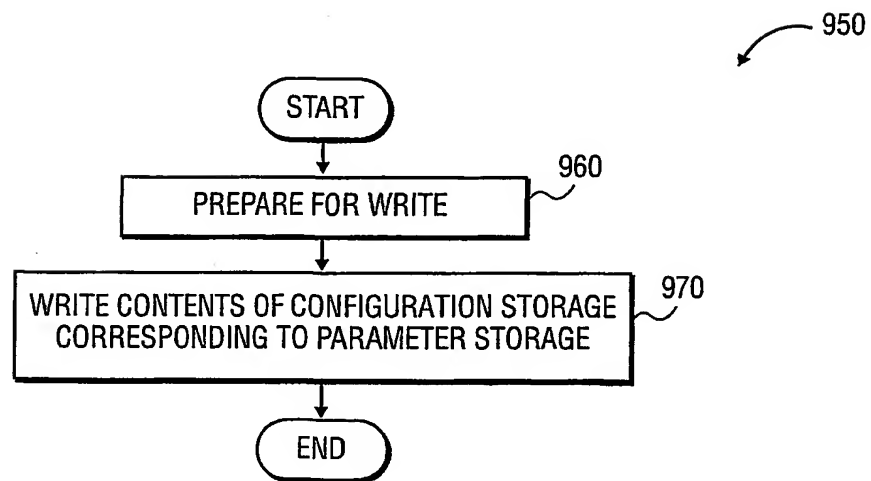 950
START
960
PREPARE FOR WRITE
970
WRITE CONTENTS OF CONFIGURATION STORAGE
CORRESPONDING TO PARAMETER STORAGE
END